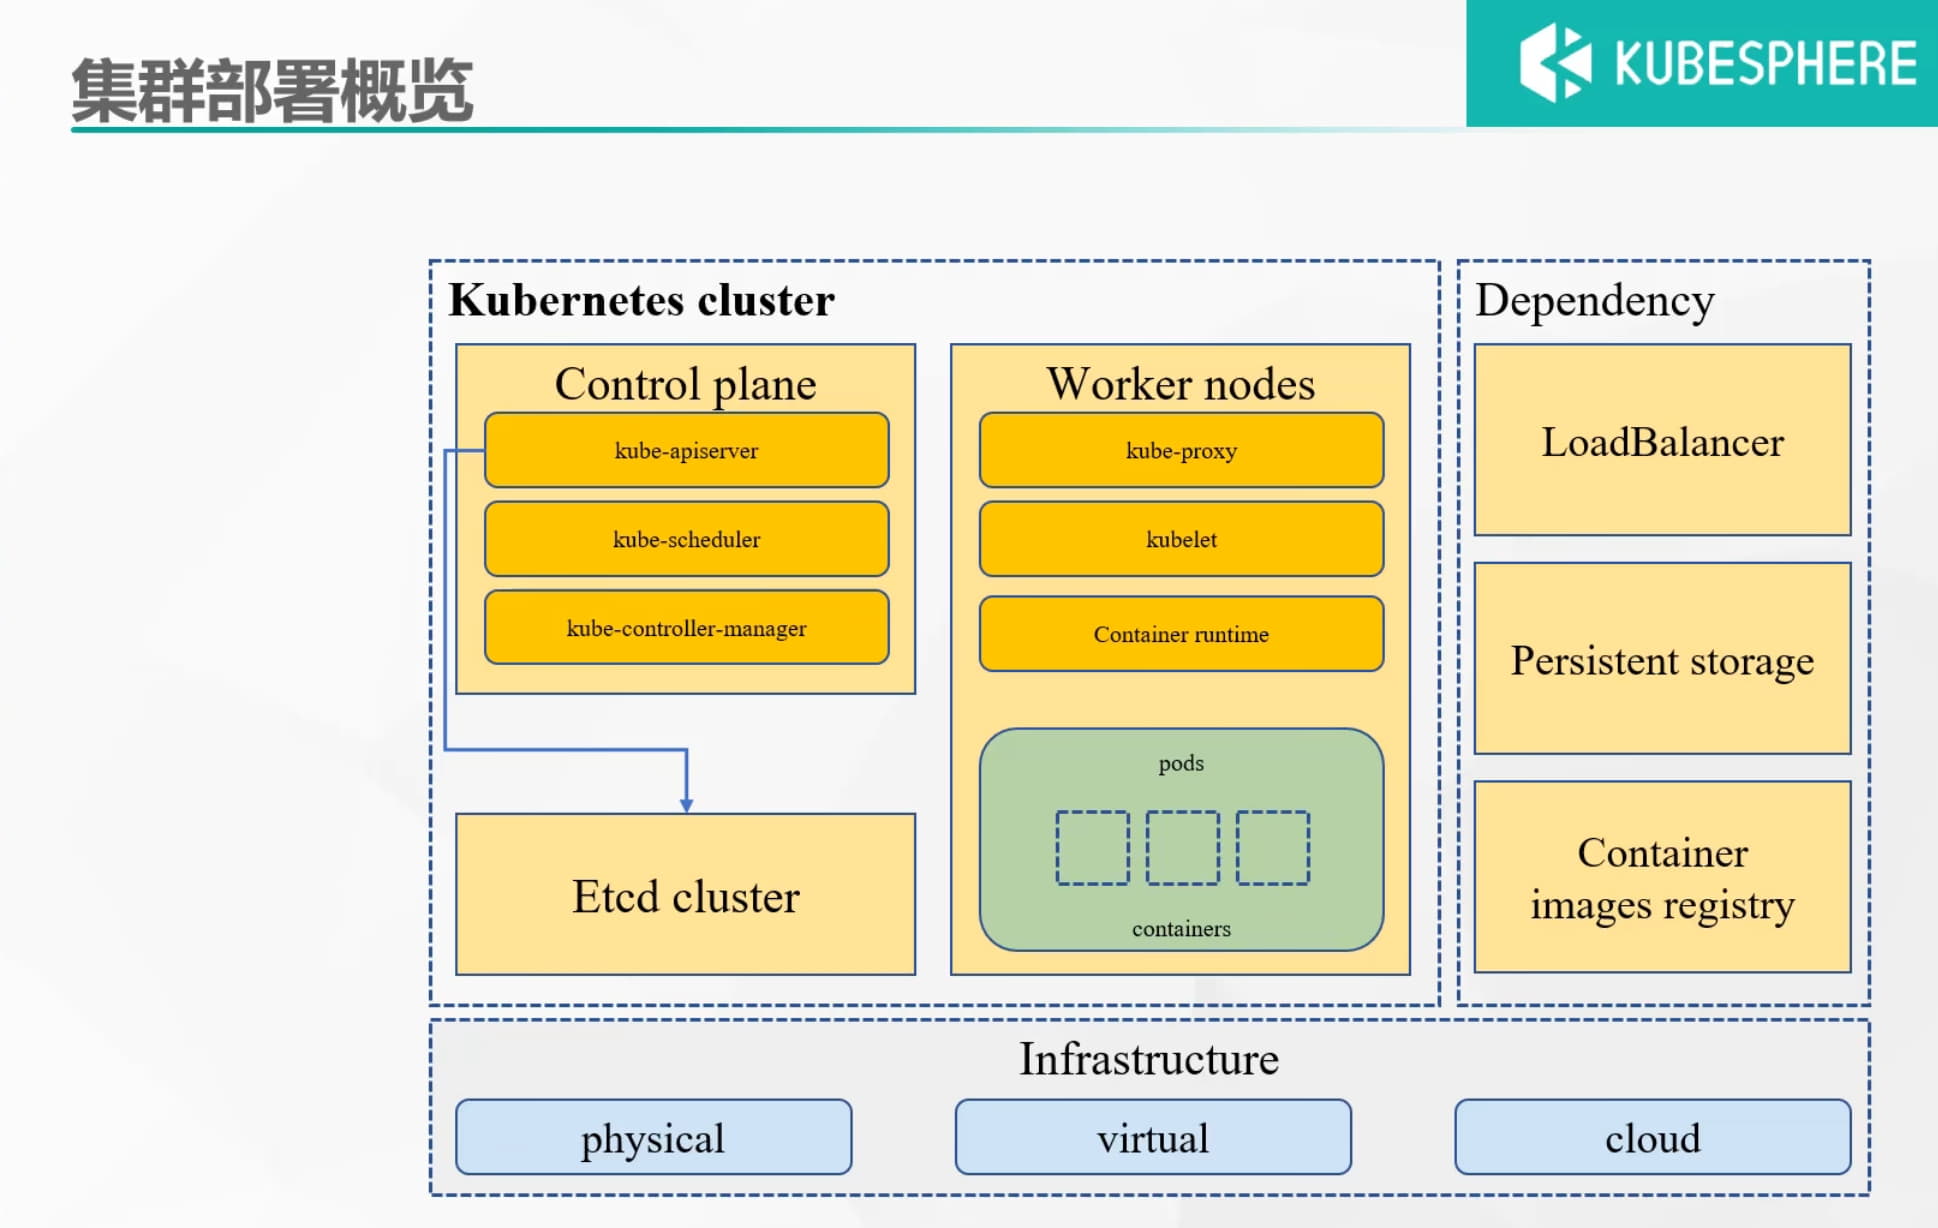 集群部署概览
KUBESPHERE
Kubernetes cluster
Control plane
kube-apiserver
kube-scheduler
kube-controller-manager
Etcd cluster
Worker nodes
kube-proxy
kubelet
Container runtime
pods
containers
Dependency
LoadBalancer
Persistent storage
Container
images registry
Infrastructure
physical
virtual
cloud